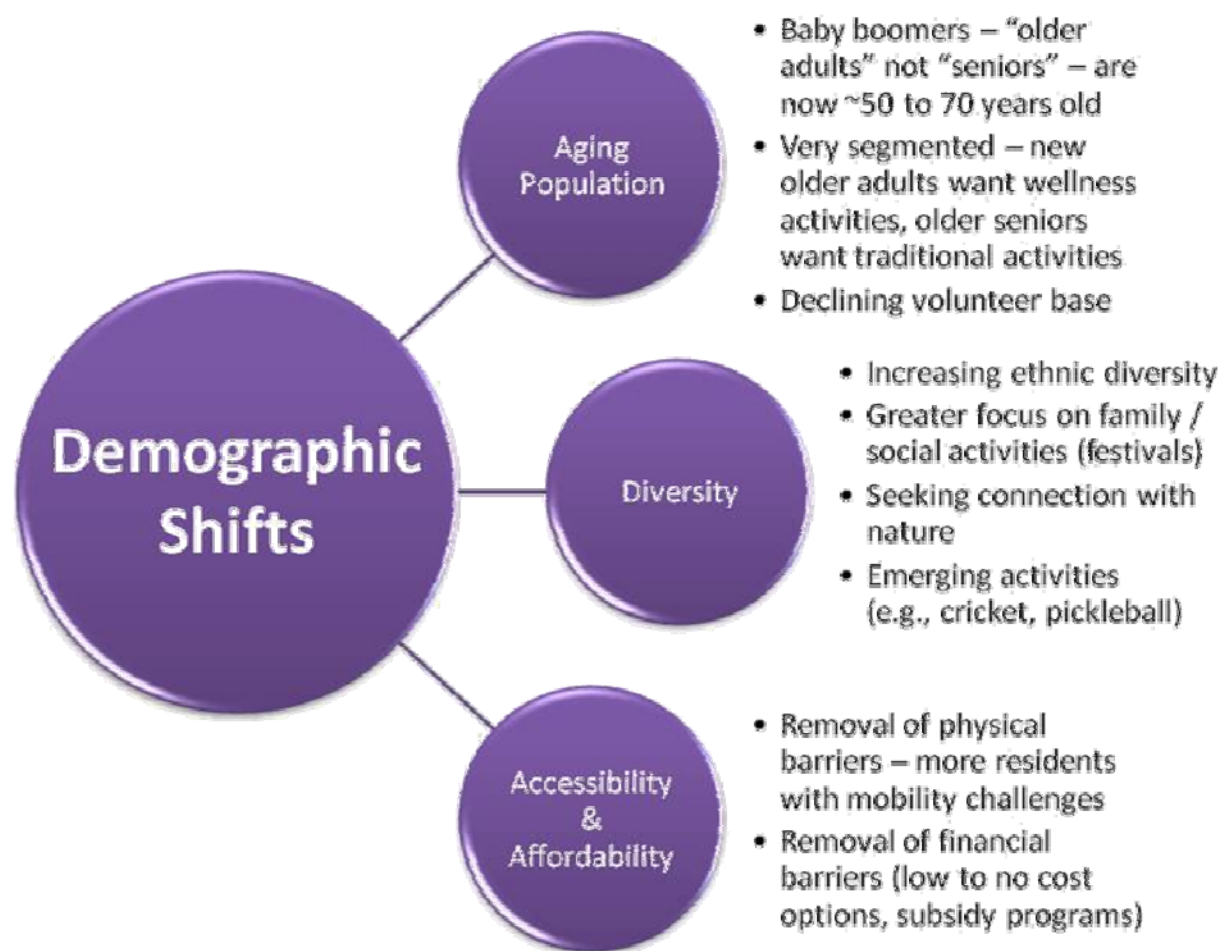 Demographic
Shifts
Aging
Population
• Baby boomers – “older
adults” not “seniors” – are
now ~50 to 70 years old
• Very segmented – new
older adults want wellness
activities, older seniors
want traditional activities
• Declining volunteer base
Diversity
• Increasing ethnic diversity
• Greater focus on family /
social activities (festivals)
• Seeking connection with
nature
• Emerging activities
(e.g., cricket, pickleball)
Accessibility
&
Affordability
• Removal of physical
barriers – more residents
with mobility challenges
• Removal of financial
barriers (low to no cost
options, subsidy programs)